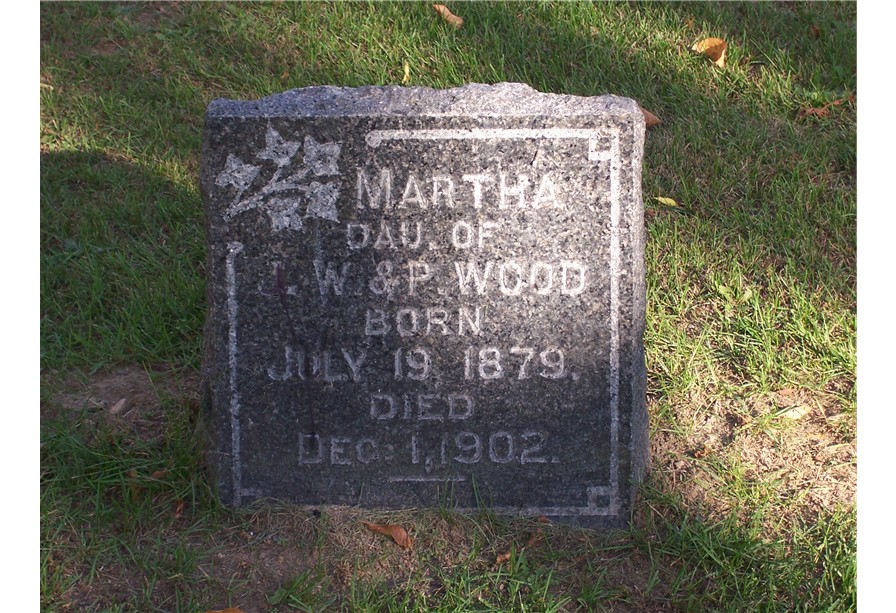 MARTHA
DAU. OF
J. W. & P. WOOD
BORN
JULY 19, 1879.
DIED
DEC. 1, 1902.